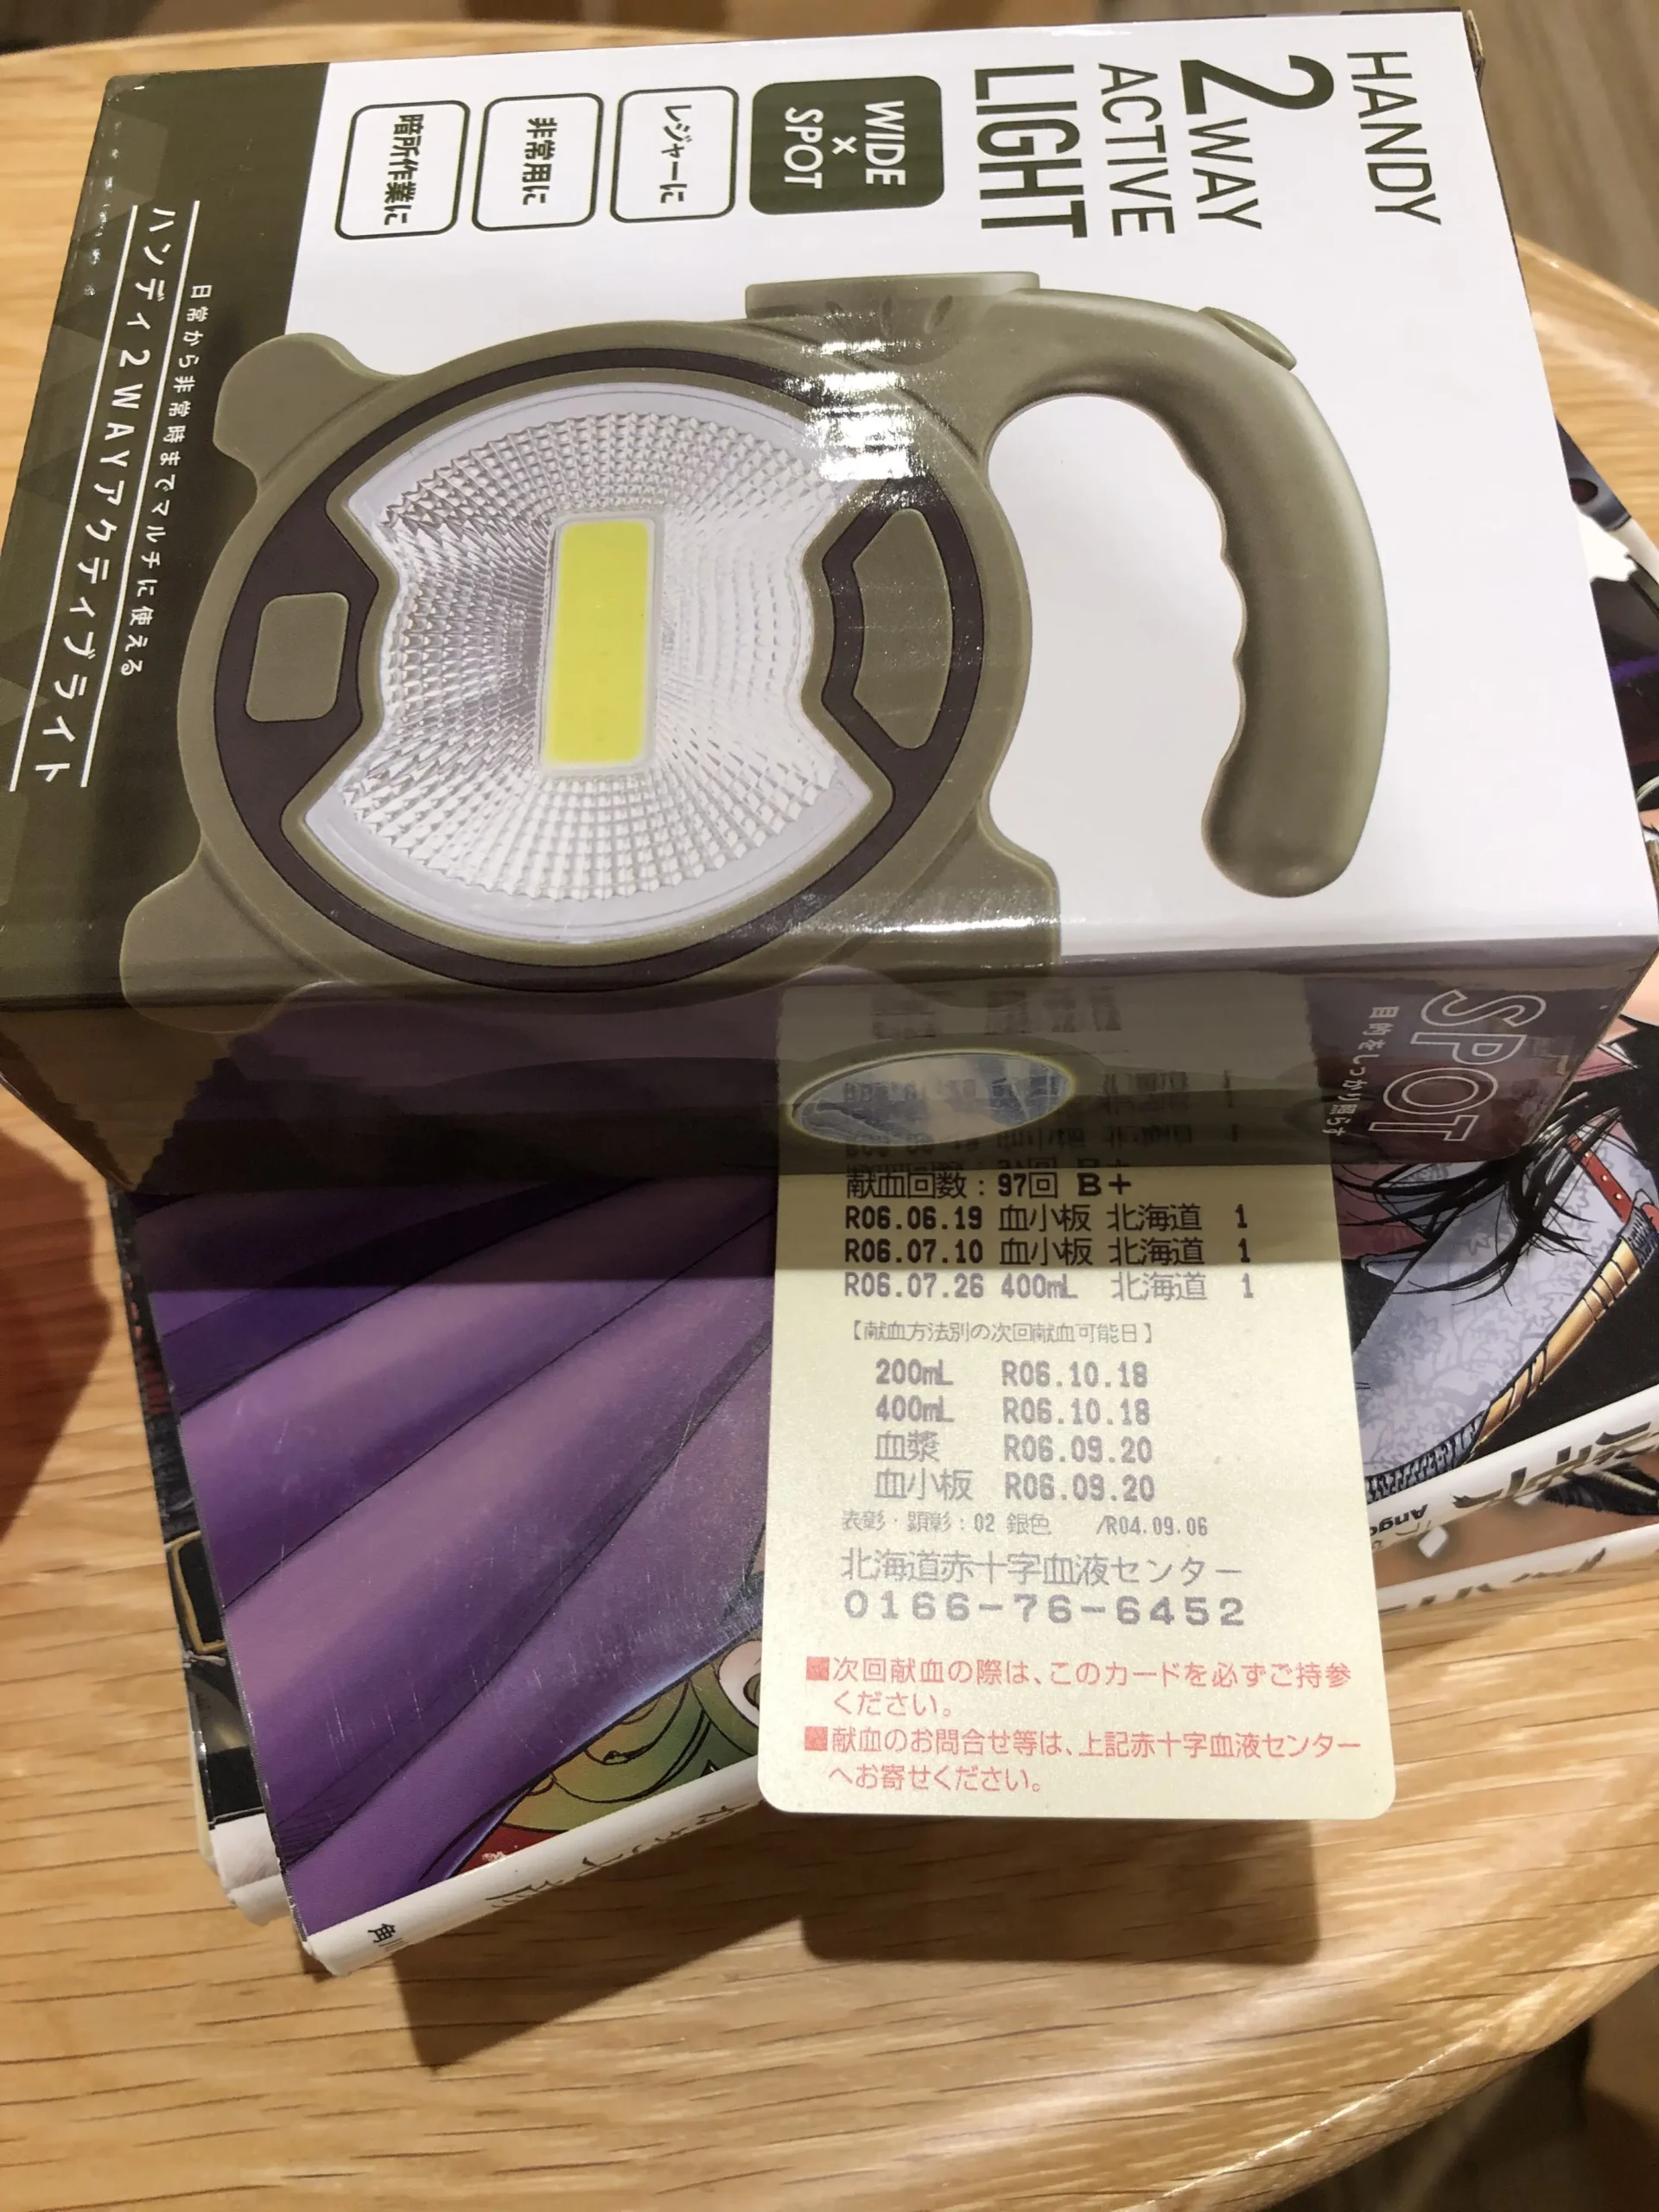 HANDY
2WAY
ACTIVE
LIGHT
WIDE
×
SPOT
レジャーに
非常用に
暗所作業に
日常から非常時までマルチに使える
ハンディ2WAYアクティブライト
SPOT
目的をしっかり照らす
献血回数：97回 B+
R06.06.19 血小板 北海道 1
R06.07.10 血小板 北海道 1
R06.07.26 400mL 北海道 1
【献血方法別の次回献血可能日】
200mL R06.10.18
400mL R06.10.18
血漿 R06.09.20
血小板 R06.09.20
表彰・顕彰：02 銀色 /R04.09.06
北海道赤十字血液センター
0166-76-6452
■次回献血の際は、このカードを必ずご持参
ください。
■献血のお問合せ等は、上記赤十字血液センター
へお寄せください。